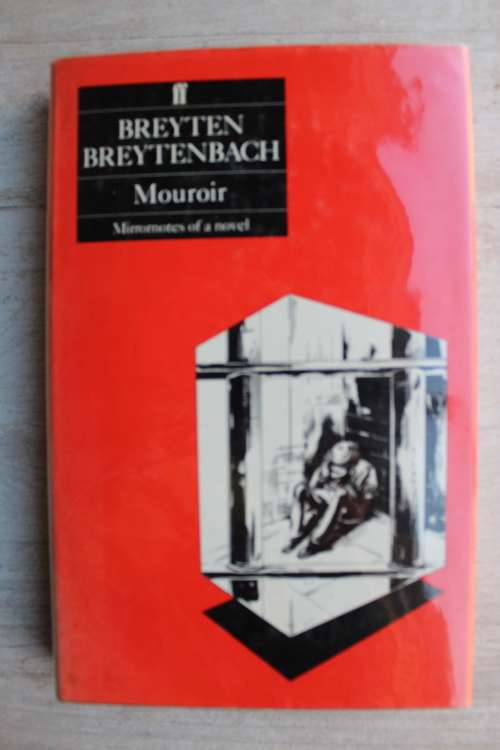 ff
BREYTEN
BREYTENBACH
Mouroir
Mirrornotes of a novel